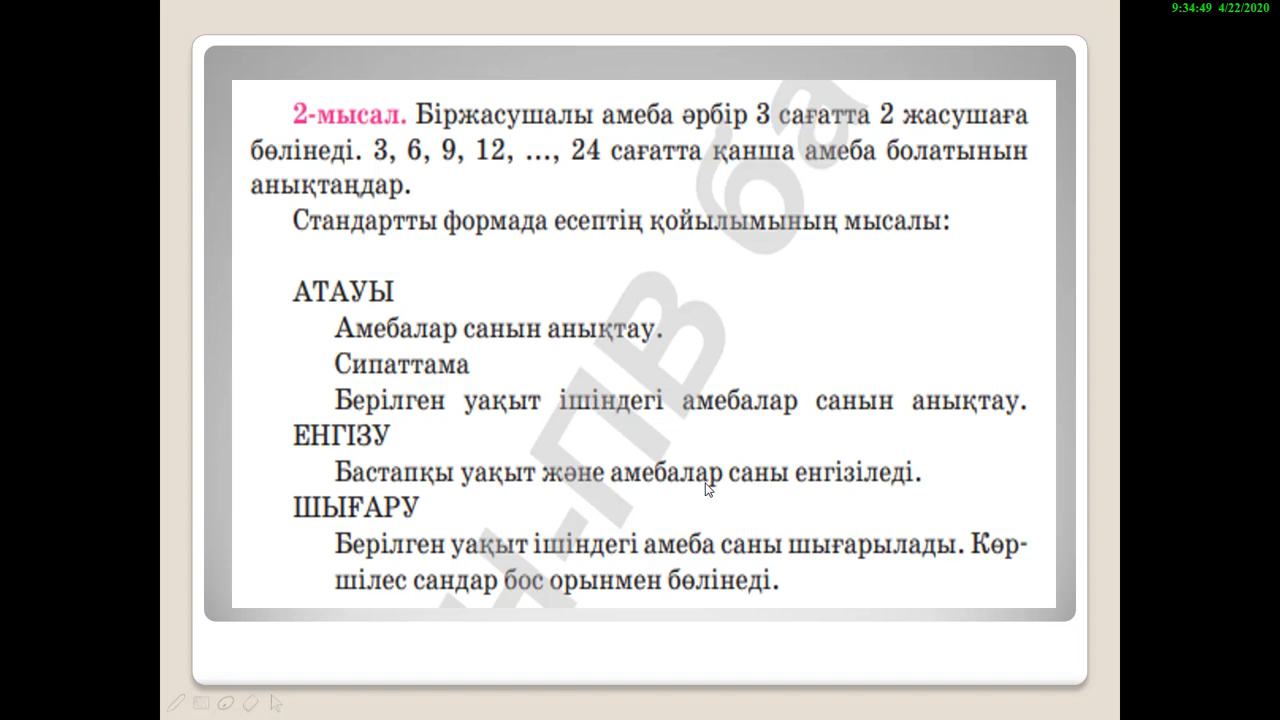 9:34:49 4/22/2020
2-мысал. Біржасушалы амеба әрбір 3 сағатта 2 жасушаға
бөлінеді. 3, 6, 9, 12, ..., 24 сағатта қанша амеба болатынын
анықтаңдар.
Стандартты формада есептің қойылымының мысалы:
АТАУЫ
Амебалар санын анықтау.
Сипаттама
Берілген уақыт ішіндегі амебалар санын анықтау.
ЕНГІЗУ
Бастапқы уақыт және амебалар саны енгізіледі.
ШЫҒАРУ
Берілген уақыт ішіндегі амеба саны шығарылады. Көр-
шілес сандар бос орынмен бөлінеді.